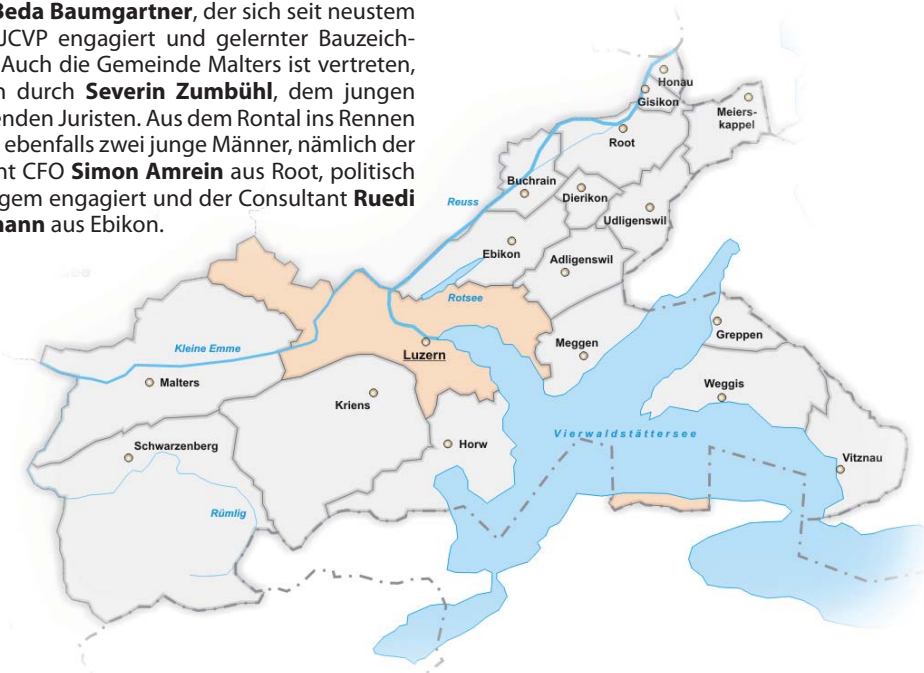 Beda Baumgartner, der sich seit neustem
JCVP engagiert und gelernter Bauzeich-
Auch die Gemeinde Malters ist vertreten,
durch Severin Zumbühl, dem jungen
enden Juristen. Aus dem Rontal ins Rennen
ebenfalls zwei junge Männer, nämlich der
nt CFO Simon Amrein aus Root, politisch
gem engagiert und der Consultant Ruedi
mann aus Ebikon.
Honau
Gisikon
Meiers-
kappel
Root
Buchrain
Dierikon
Reuss
Udligenswil
Ebikon
Adligenswil
Rotsee
Greppen
Kleine Emme
Luzern
Meggen
Malters
Weggis
Kriens
Schwarzenberg
Horw
Vierwaldstättersee
Vitznau
Rümlig